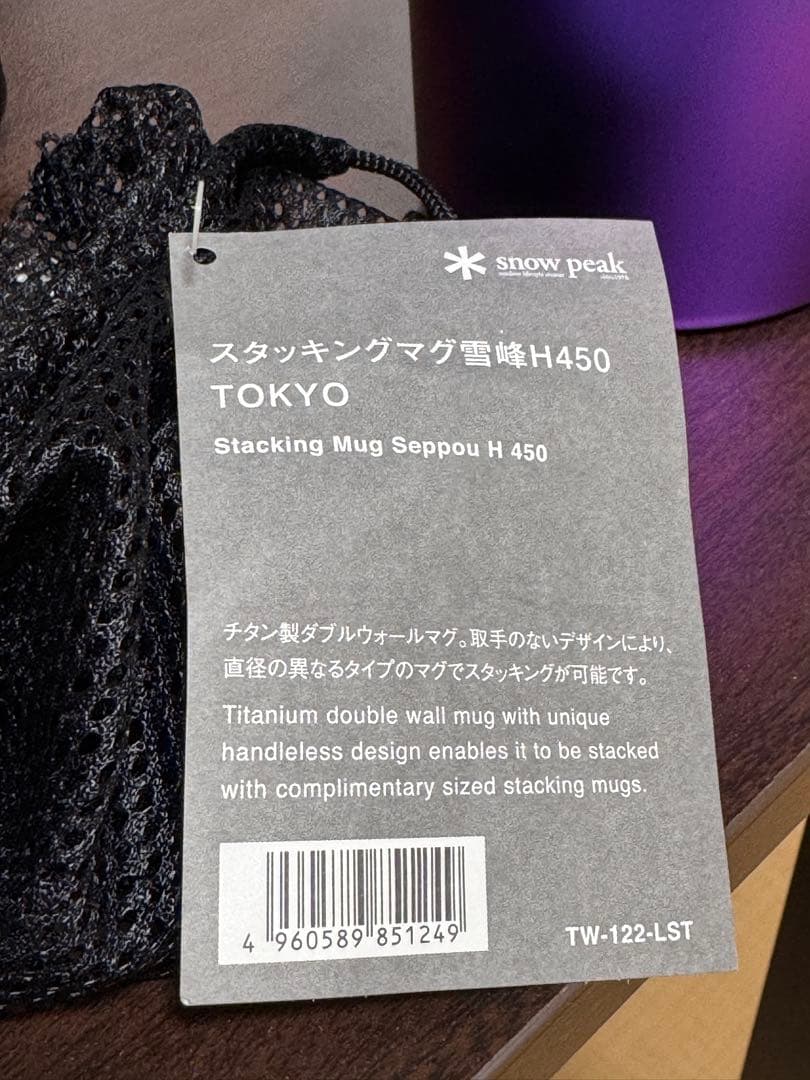 snow peak
スタッキングマグ雪峰H450
TOKYO
Stacking Mug Seppou H 450
チタン製ダブルウォールマグ。取手のないデザインにより、
直径の異なるタイプのマグでスタッキングが可能です。
Titanium double wall mug with unique
handleless design enables it to be stacked
with complimentary sized stacking mugs.
4 960589 851249
TW-122-LST